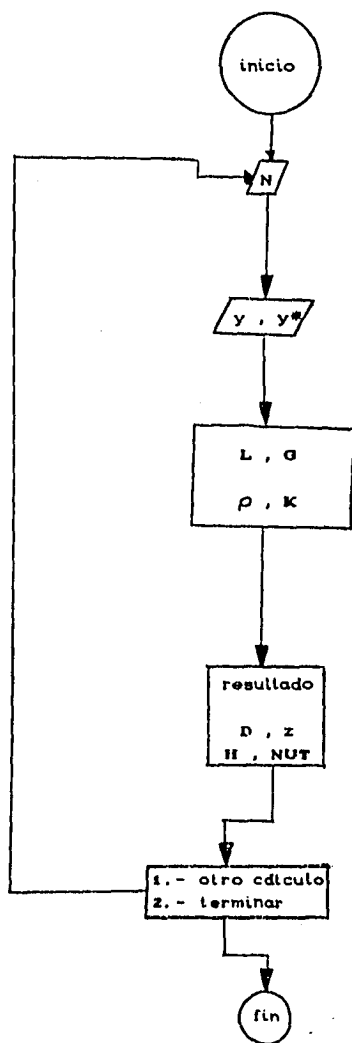 inicio
N
y , y*
L , G
ρ , K
resultado
D , z
H , NUT
1.- otro cálculo
2.- terminar
fin